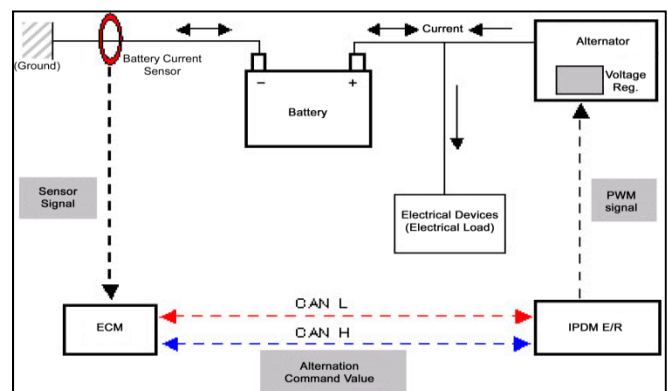 Current
Alternator
(Ground)
Battery Current
Sensor
Voltage
Reg.
– +
Battery
Sensor
Signal
PWM
signal
Electrical Devices
(Electrical Load)
CAN L
ECM
IPDM E/R
CAN H
Alternation
Command Value